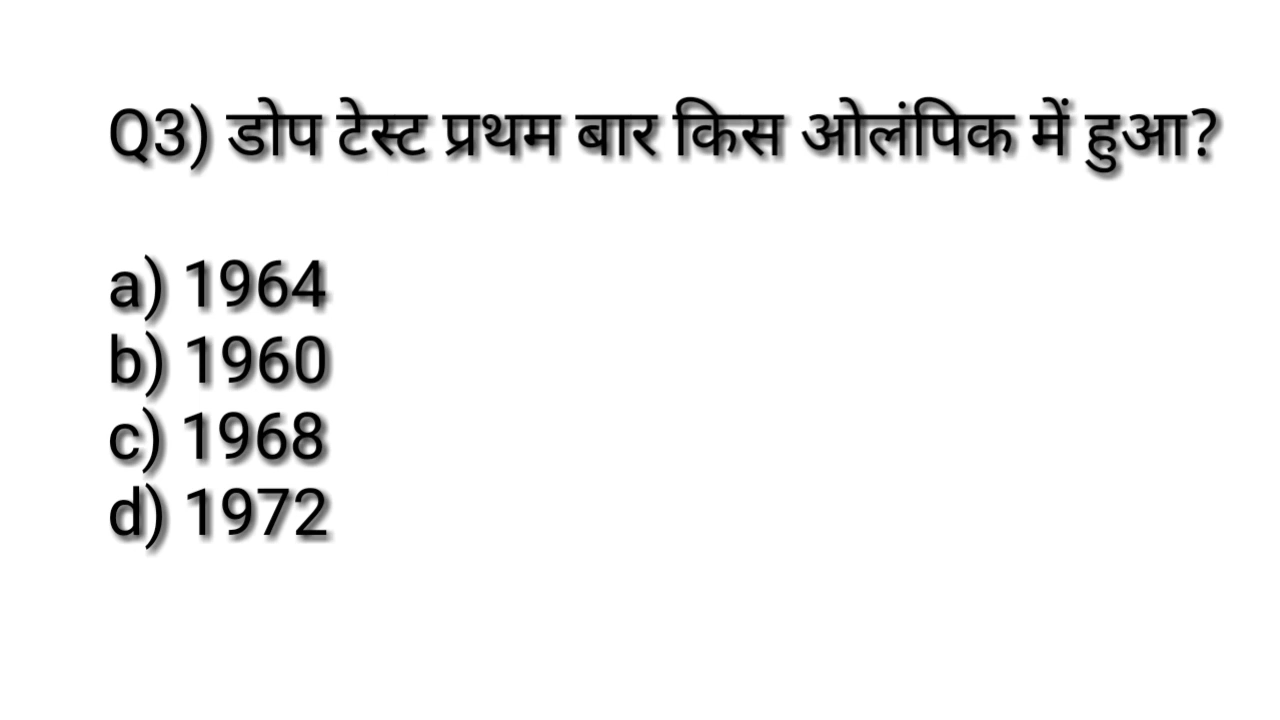 Q3) डोप टेस्ट प्रथम बार किस ओलंपिक में हुआ?
a) 1964
b) 1960
c) 1968
d) 1972